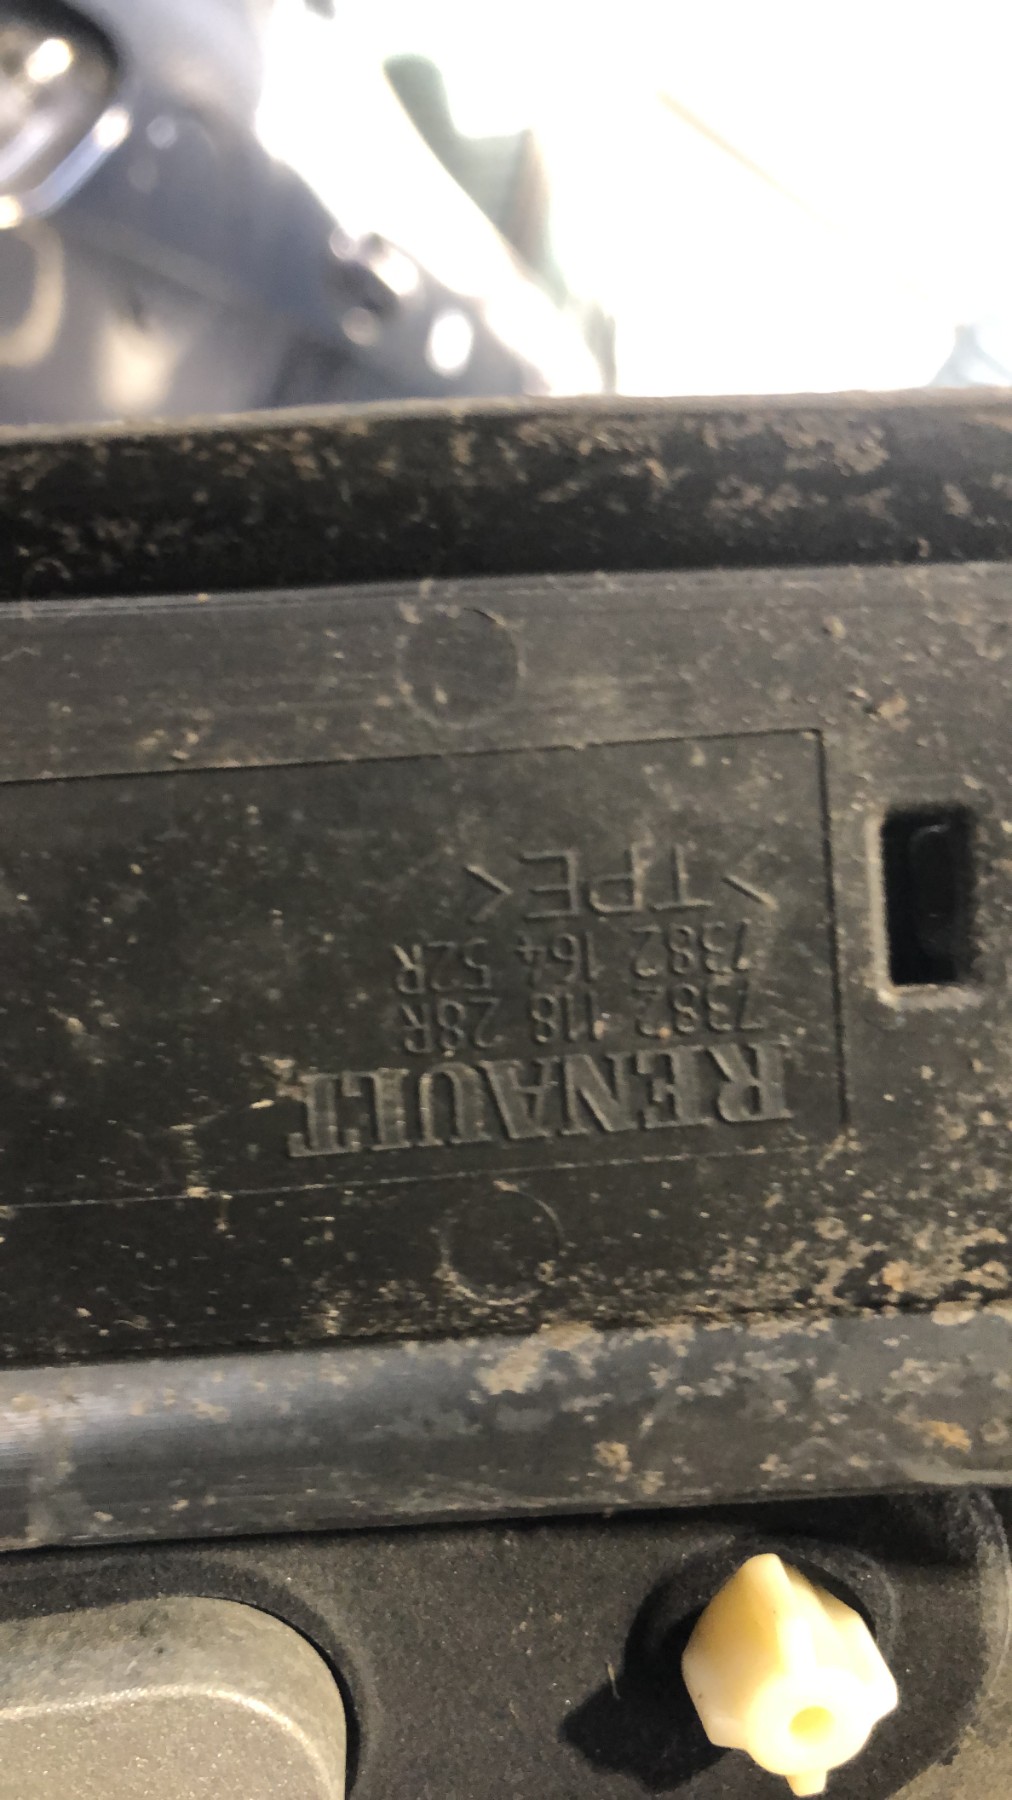 RENAULT
7382 118 28R
7382 164 52R
>TPE<